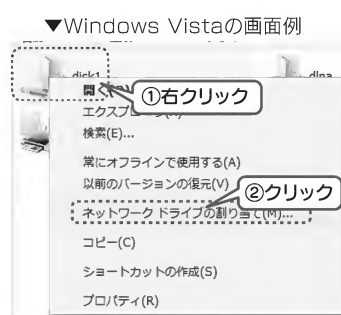 ▼Windows Vistaの画面例
disk1
dlna
開く
①右クリック
エクスプ
検索(E)...
常にオフラインで使用する(A)
以前のバージョンの復元(V)
②クリック
ネットワーク ドライブの割り当て(M)...
コピー(C)
ショートカットの作成(S)
プロパティ(R)